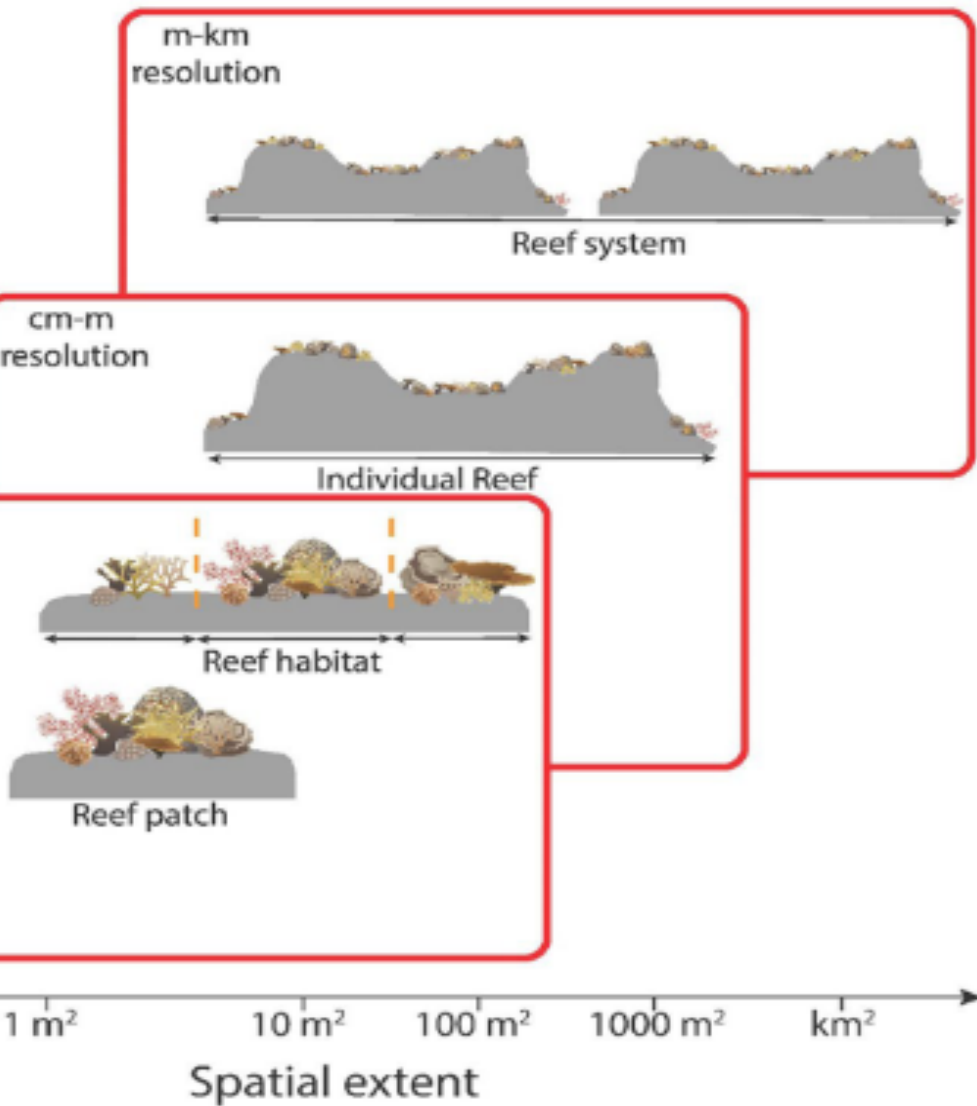 m-km
resolution
Reef system
cm-m
resolution
Individual Reef
Reef habitat
Reef patch
1 m²
10 m²
100 m²
1000 m²
km²
Spatial extent